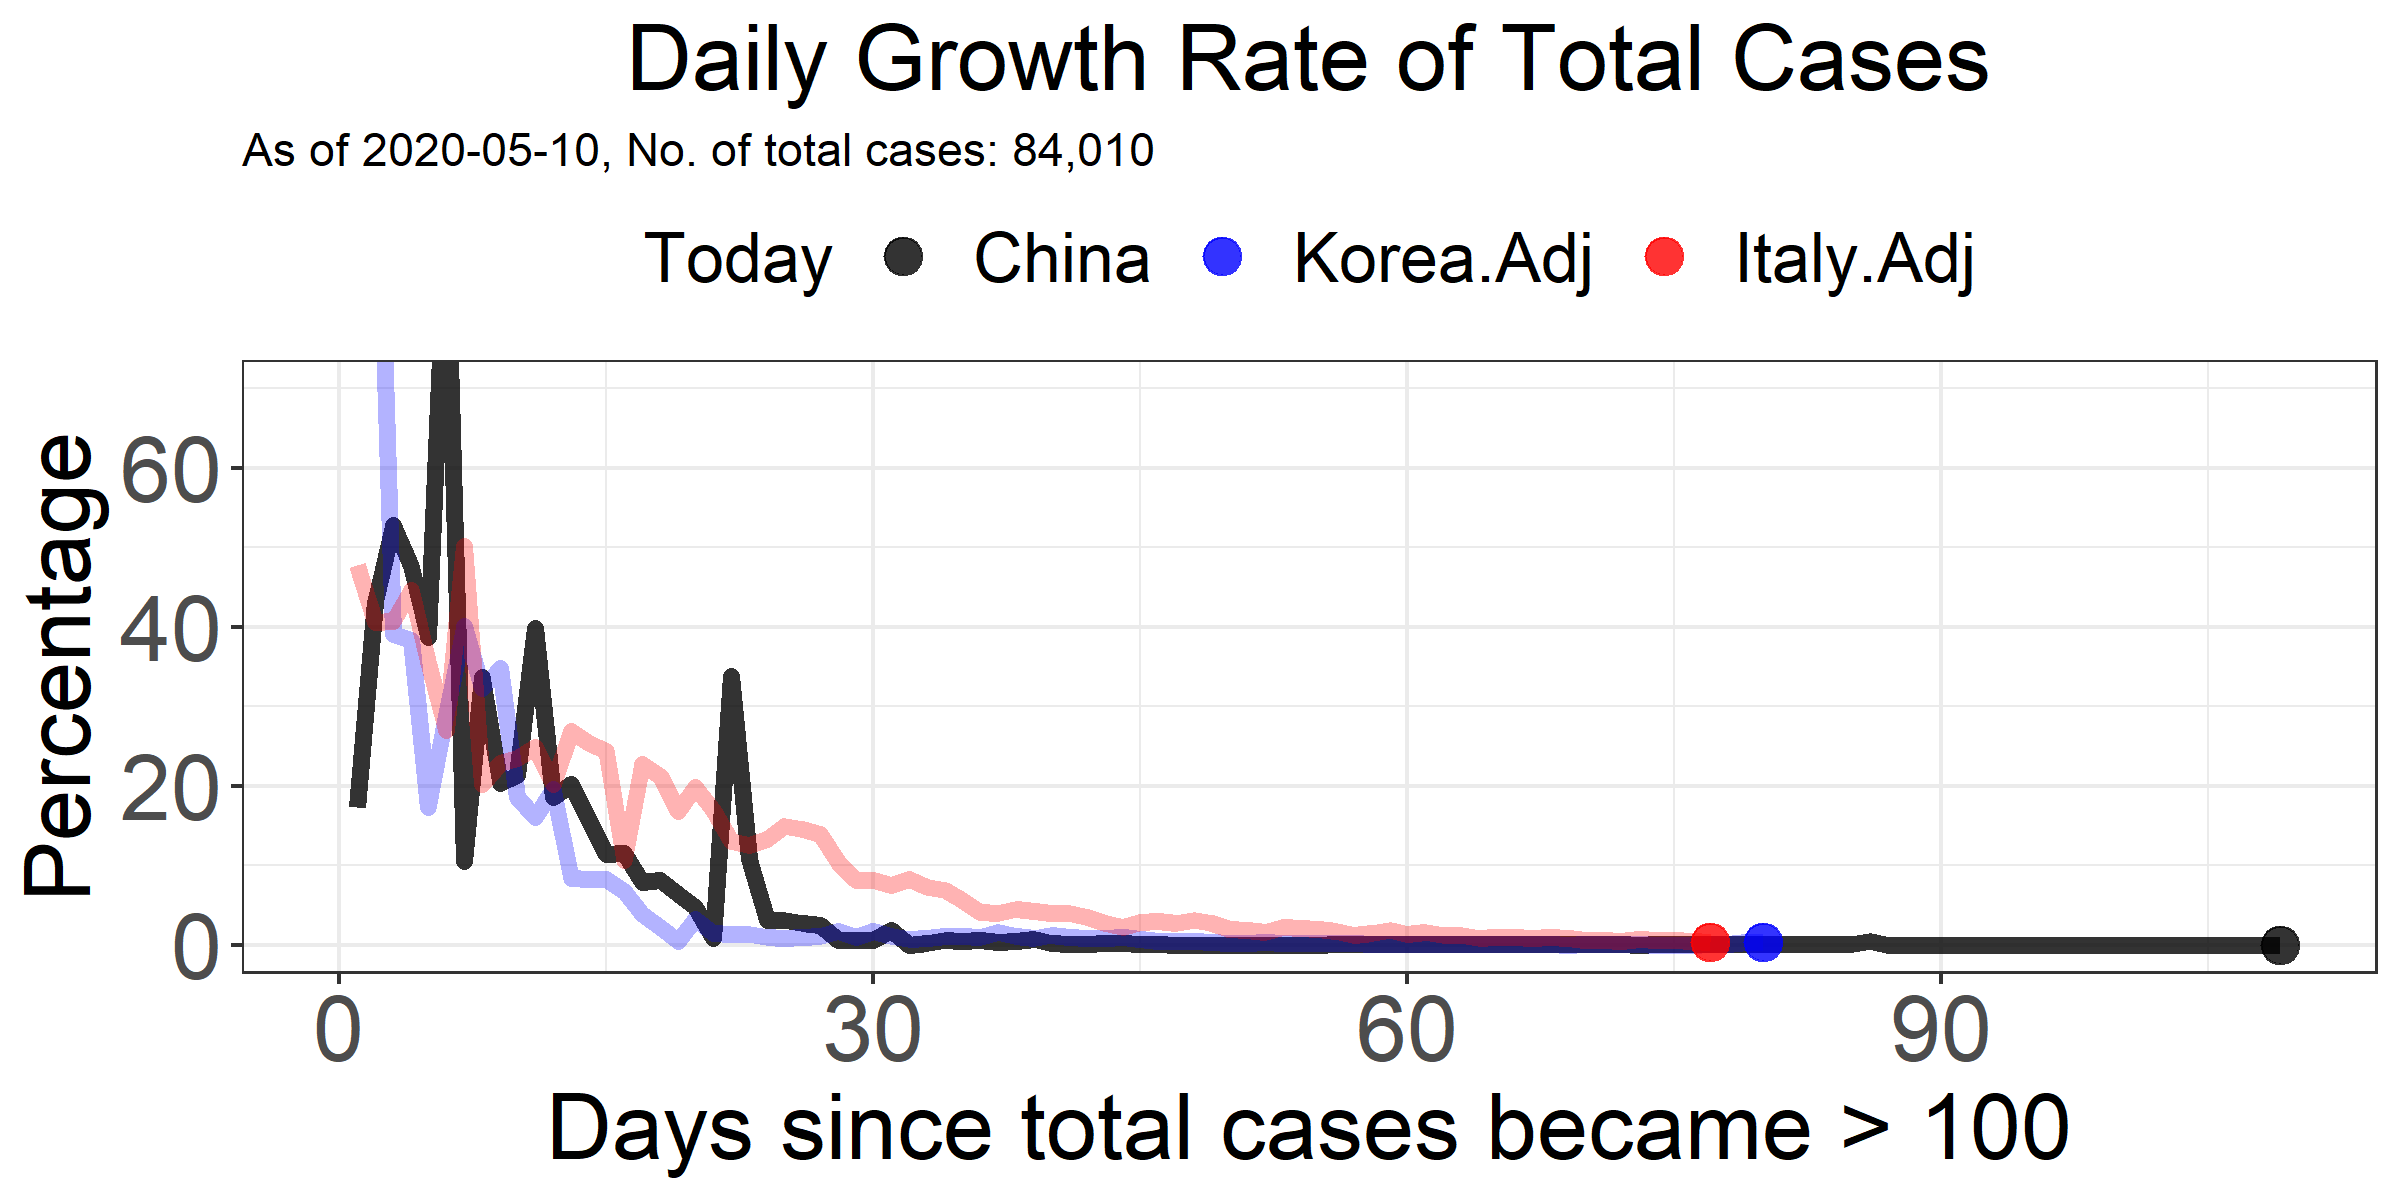 Daily Growth Rate of Total Cases
As of 2020-05-10, No. of total cases: 84,010
Today China Korea.Adj Italy.Adj
Percentage
60
40
20
0
0 30 60 90
Days since total cases became > 100